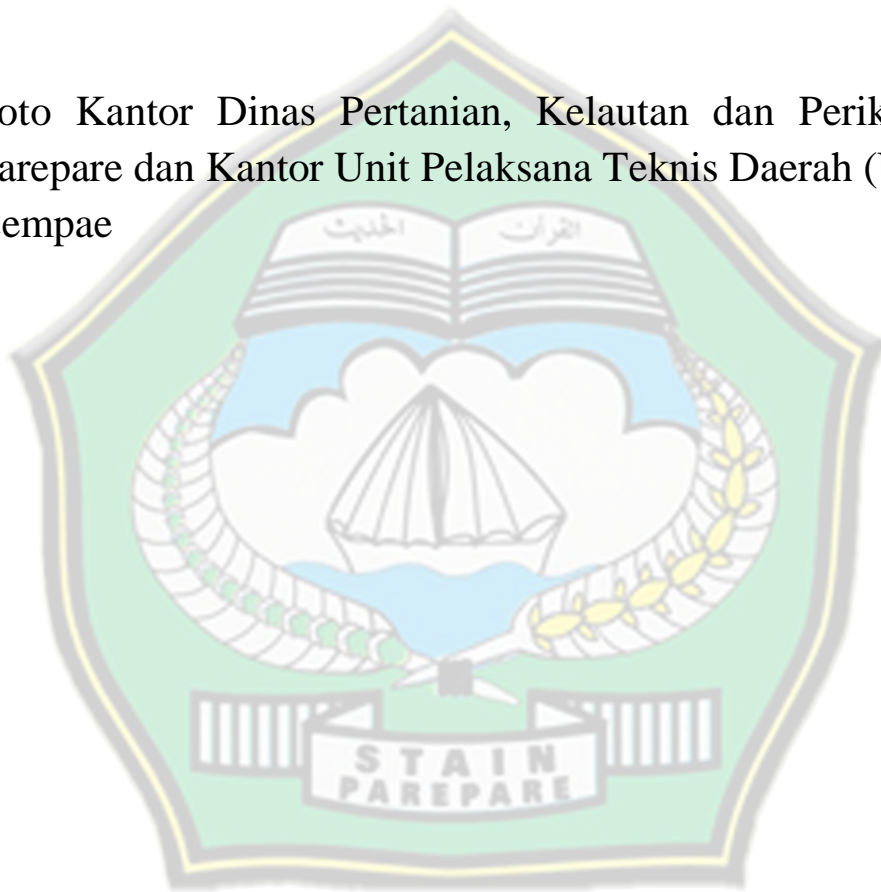 oto Kantor Dinas Pertanian, Kelautan dan Perik
arepare dan Kantor Unit Pelaksana Teknis Daerah (
empae
الحديث القرآن
STAIN
PAREPARE